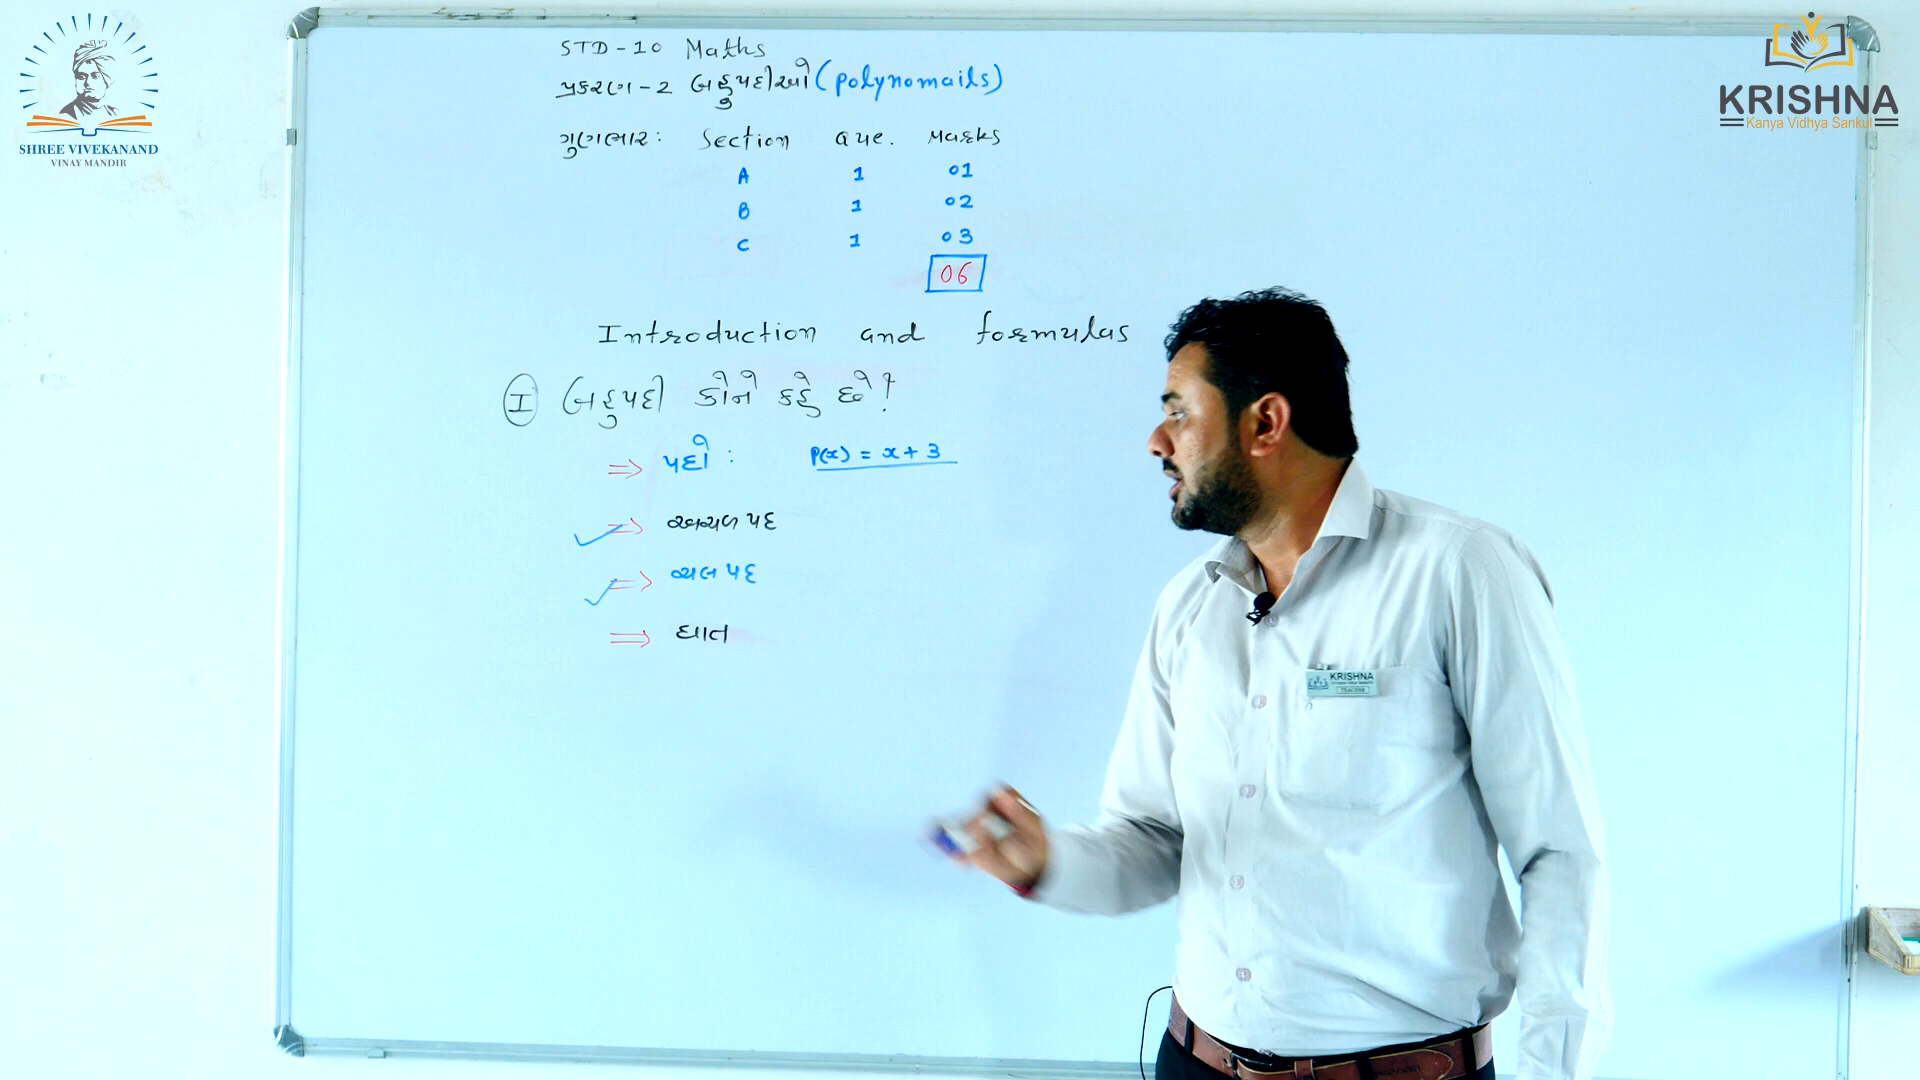 SHREE VIVEKANAND
VINAY MANDIR
KRISHNA
Kanya Vidhya Sankul
STD-10 Maths
પ્રકરણ-2 બહુપદીઓ (polynomails)
ગુણભાર: Section Que. Marks
A 1 01
B 1 02
C 1 03
06
Introduction and formulas
I બહુપદી કોને કહે છે?
⇒ પદો: P(x) = x + 3
⇒ અચળ પદ
⇒ ચલ પદ
⇒ ઘાત
KRISHNA
TEACHER